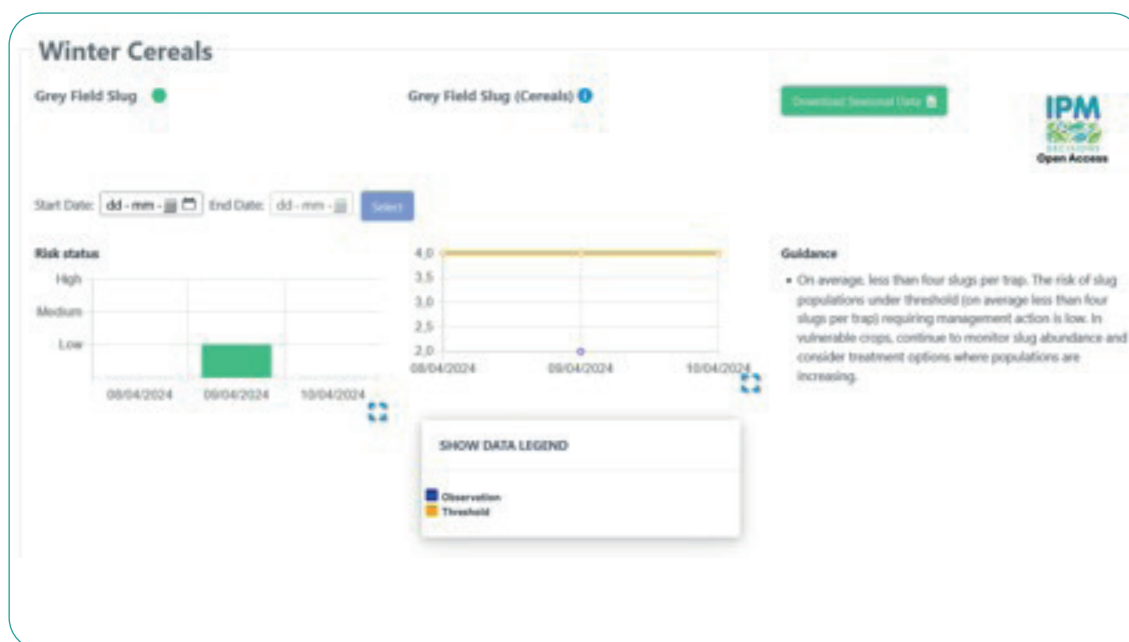 Winter Cereals
Grey Field Slug
Grey Field Slug (Cereals)
Download Seasonal Data
IPM
DECISIONS
Open Access
Start Date: dd - mm -
End Date: dd - mm -
Select
Risk status
High
Medium
Low
08/04/2024 09/04/2024 10/04/2024
4,0
3,5
3,0
2,5
2,0
08/04/2024 09/04/2024 10/04/2024
SHOW DATA LEGEND
Observation
Threshold
Guidance
• On average, less than four slugs per trap. The risk of slug
populations under threshold (on average less than four
slugs per trap) requiring management action is low. In
vulnerable crops, continue to monitor slug abundance and
consider treatment options where populations are
increasing.